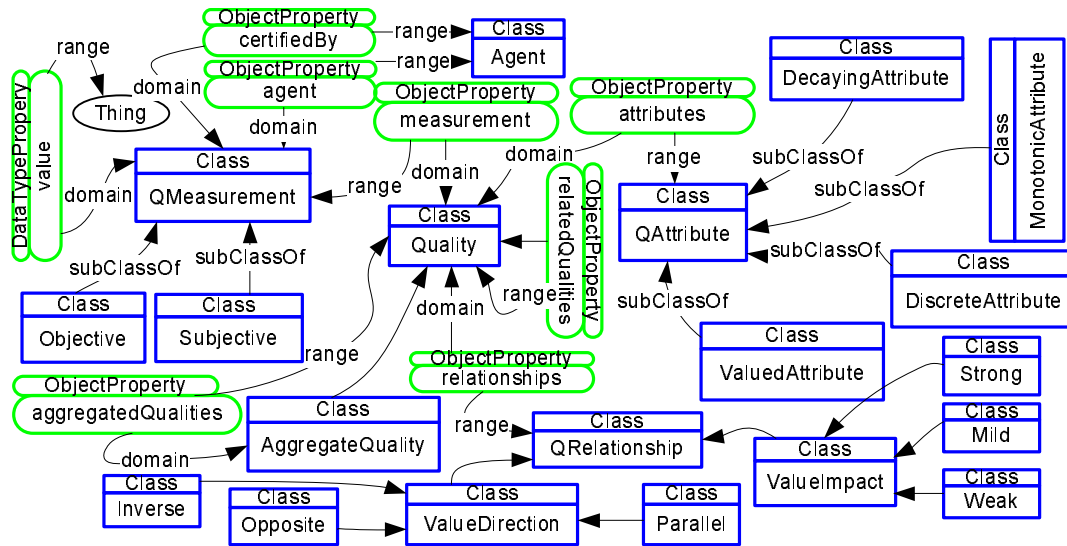 ObjectProperty
certifiedBy
range
Class
Agent
range
domain
ObjectProperty
agent
range
domain
ObjectProperty
measurement
domain
range
ObjectProperty
attributes
domain
range
Class
DecayingAttribute
subClassOf
Class
MonotonicAttribute
subClassOf
DataTypeProperty
value
Thing
domain
Class
QMeasurement
Class
Quality
ObjectProperty
relatedQualities
range
Class
QAttribute
subClassOf
Class
DiscreteAttribute
subClassOf
subClassOf
subClassOf
domain
Class
Objective
Class
Subjective
Class
ValuedAttribute
range
ObjectProperty
relationships
range
ObjectProperty
aggregatedQualities
domain
Class
AggregateQuality
Class
QRelationship
Class
Strong
Class
Mild
Class
ValueImpact
Class
Weak
Class
Inverse
Class
Opposite
Class
ValueDirection
Class
Parallel